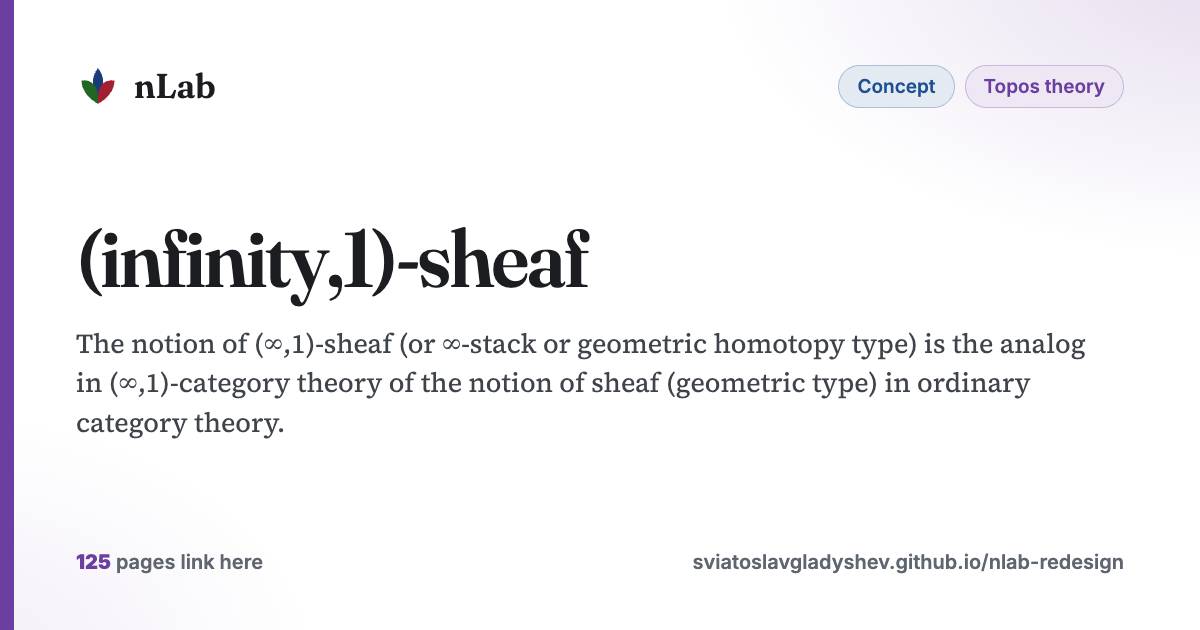 nLab
Concept
Topos theory
(infinity,1)-sheaf
The notion of (∞,1)-sheaf (or ∞-stack or geometric homotopy type) is the analog
in (∞,1)-category theory of the notion of sheaf (geometric type) in ordinary
category theory.
125 pages link here
sviatoslavgladyshev.github.io/nlab-redesign